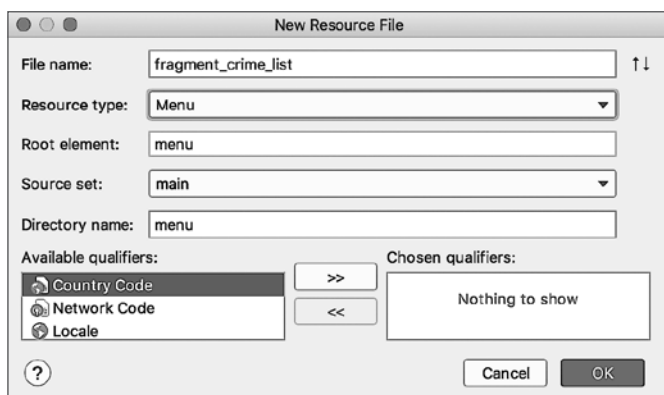 New Resource File
File name: fragment_crime_list ↑↓
Resource type: Menu
Root element: menu
Source set: main
Directory name: menu
Available qualifiers: Chosen qualifiers:
Country Code >> Nothing to show
Network Code <<
Locale
? Cancel OK